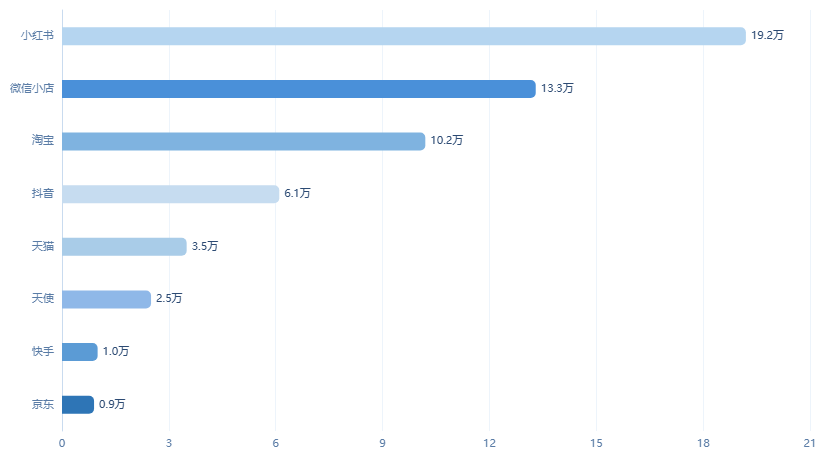 小红书 19.2万
微信小店 13.3万
淘宝 10.2万
抖音 6.1万
天猫 3.5万
天使 2.5万
快手 1.0万
京东 0.9万
0 3 6 9 12 15 18 21